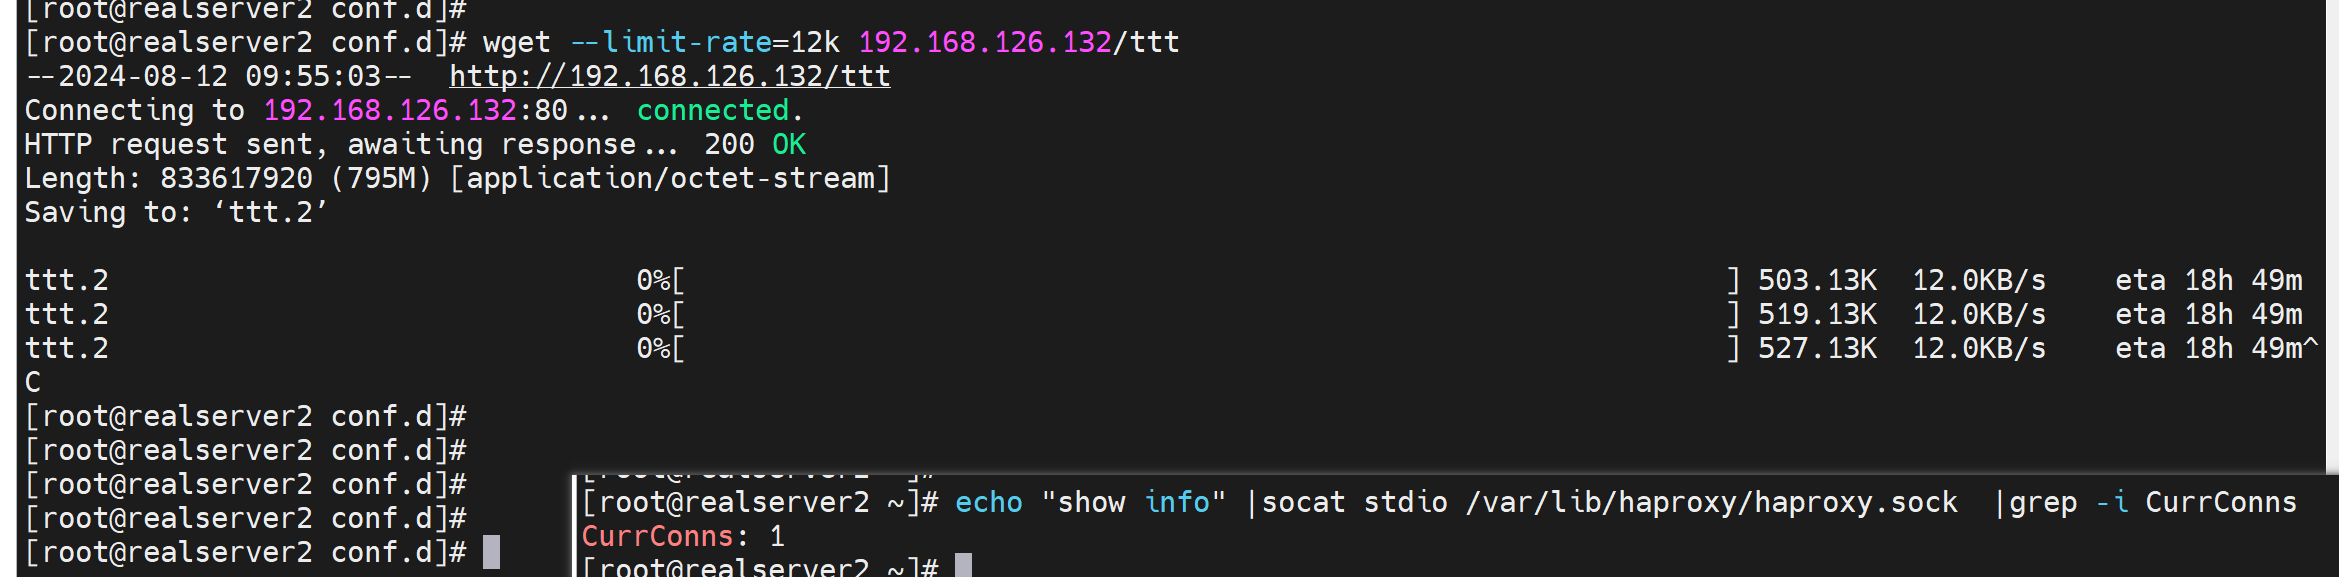 [root@realserver2 conf.d]#
[root@realserver2 conf.d]# wget --limit-rate=12k 192.168.126.132/ttt
--2024-08-12 09:55:03--  http://192.168.126.132/ttt
Connecting to 192.168.126.132:80... connected.
HTTP request sent, awaiting response... 200 OK
Length: 833617920 (795M) [application/octet-stream]
Saving to: ‘ttt.2’
ttt.2 0%[ ] 503.13K 12.0KB/s eta 18h 49m
ttt.2 0%[ ] 519.13K 12.0KB/s eta 18h 49m
ttt.2 0%[ ] 527.13K 12.0KB/s eta 18h 49m^
C
[root@realserver2 conf.d]#
[root@realserver2 conf.d]#
[root@realserver2 conf.d]#
[root@realserver2 conf.d]#
[root@realserver2 conf.d]#
[root@realserver2 ~]# echo "show info" |socat stdio /var/lib/haproxy/haproxy.sock  |grep -i CurrConns
CurrConns: 1
[root@realserver2 ~]#